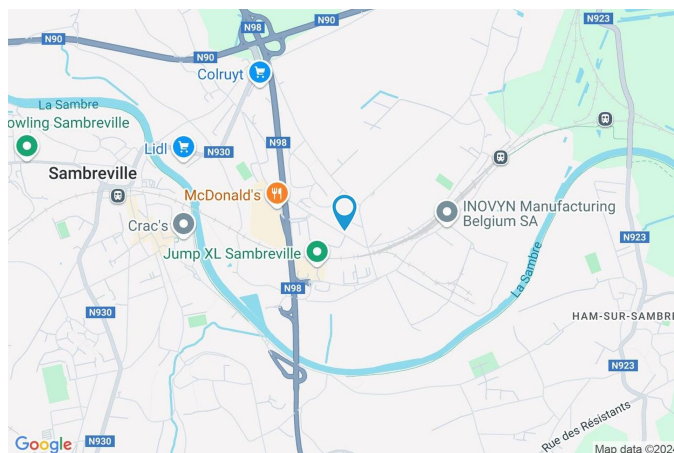 N98
N90
N923
N90
N90
Colruyt
La Sambre
owling Sambreville
Lidl
N930
N98
Sambreville
McDonald's
INOVYN Manufacturing
Belgium SA
Crac's
Jump XL Sambreville
La Sambre
N923
N98
N930
HAM-SUR-SAMBRE
N923
Rue des Résistants
N930
Google
Map data ©2024